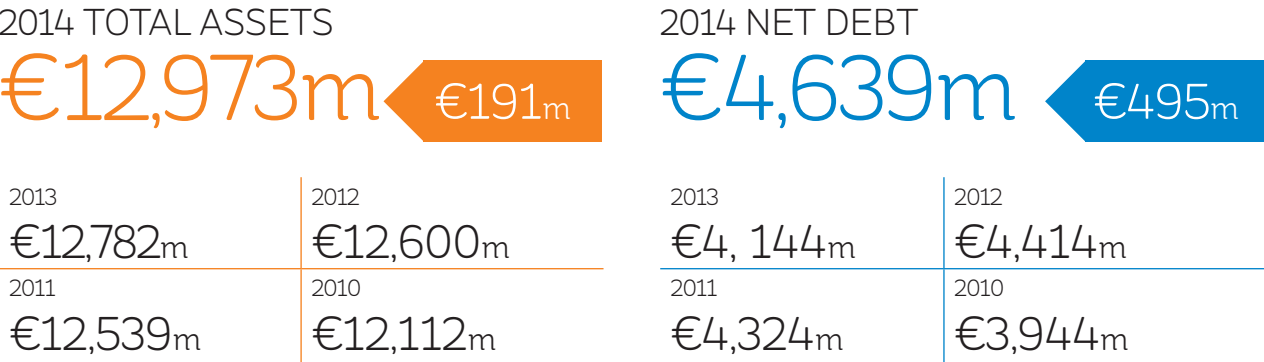 2014 TOTAL ASSETS
€12,973m
€191m
2013
€12,782m
2012
€12,600m
2011
€12,539m
2010
€12,112m
2014 NET DEBT
€4,639m
€495m
2013
€4, 144m
2012
€4,414m
2011
€4,324m
2010
€3,944m